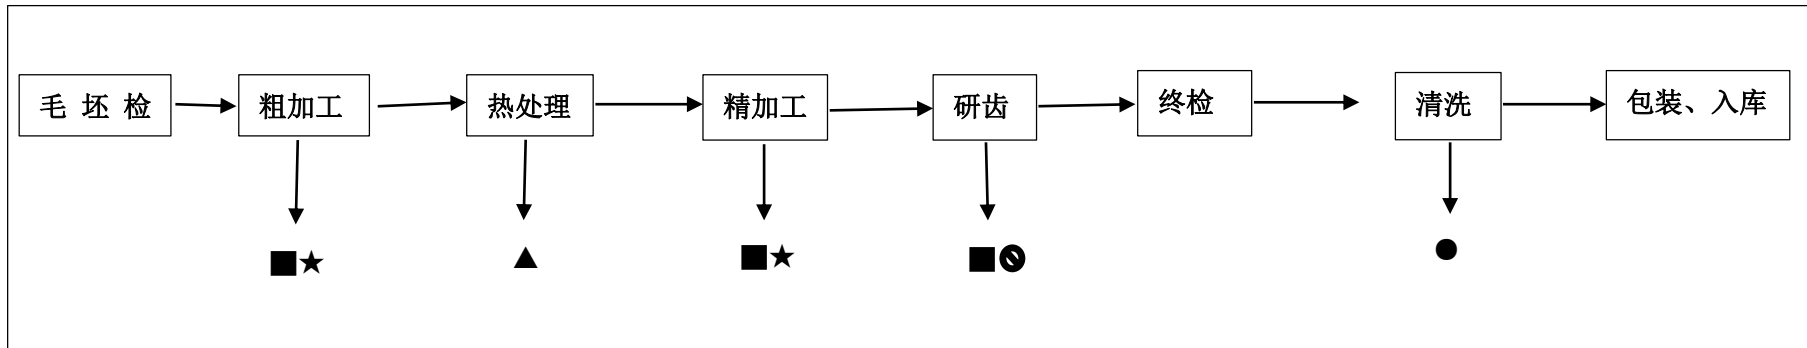 毛 坯 检
粗加工
热处理
精加工
研齿
终检
清洗
包装、入库
■★
▲
■★
■🛇
●